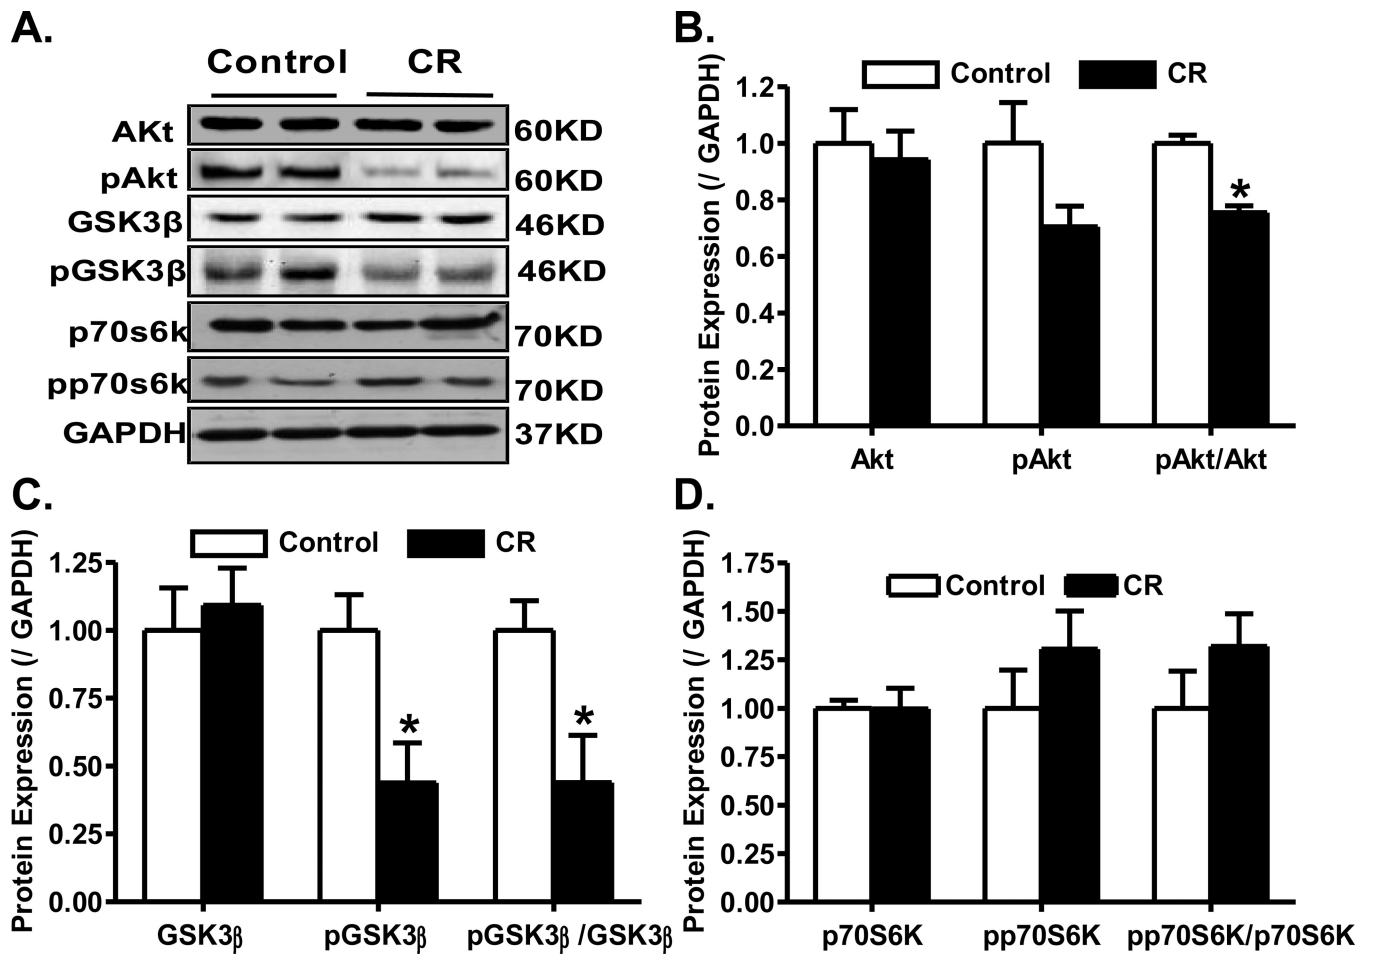 A.
Control CR
AKt 60KD
pAkt 60KD
GSK3β 46KD
pGSK3β 46KD
p70s6k 70KD
pp70s6k 70KD
GAPDH 37KD
B.
Control CR
Protein Expression (/ GAPDH)
1.2
1.0
0.8
0.6
0.4
0.2
0.0
*
Akt pAkt pAkt/Akt
C.
Control CR
Protein Expression (/ GAPDH)
1.25
1.00
0.75
0.50
0.25
0.00
* *
GSK3β pGSK3β pGSK3β /GSK3β
D.
Control CR
Protein Expression (/ GAPDH)
1.75
1.50
1.25
1.00
0.75
0.50
0.25
0.00
p70S6K pp70S6K pp70S6K/p70S6K